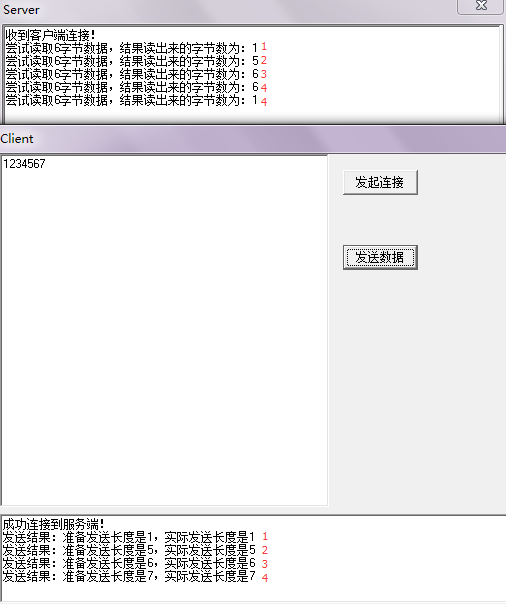 Server
收到客户端连接!
尝试读取6字节数据，结果读出来的字节数为：1 1
尝试读取6字节数据，结果读出来的字节数为：5 2
尝试读取6字节数据，结果读出来的字节数为：6 3
尝试读取6字节数据，结果读出来的字节数为：6 4
尝试读取6字节数据，结果读出来的字节数为：1 4
Client
1234567
发起连接
发送数据
成功连接到服务端!
发送结果：准备发送长度是1，实际发送长度是1 1
发送结果：准备发送长度是5，实际发送长度是5 2
发送结果：准备发送长度是6，实际发送长度是6 3
发送结果：准备发送长度是7，实际发送长度是7 4